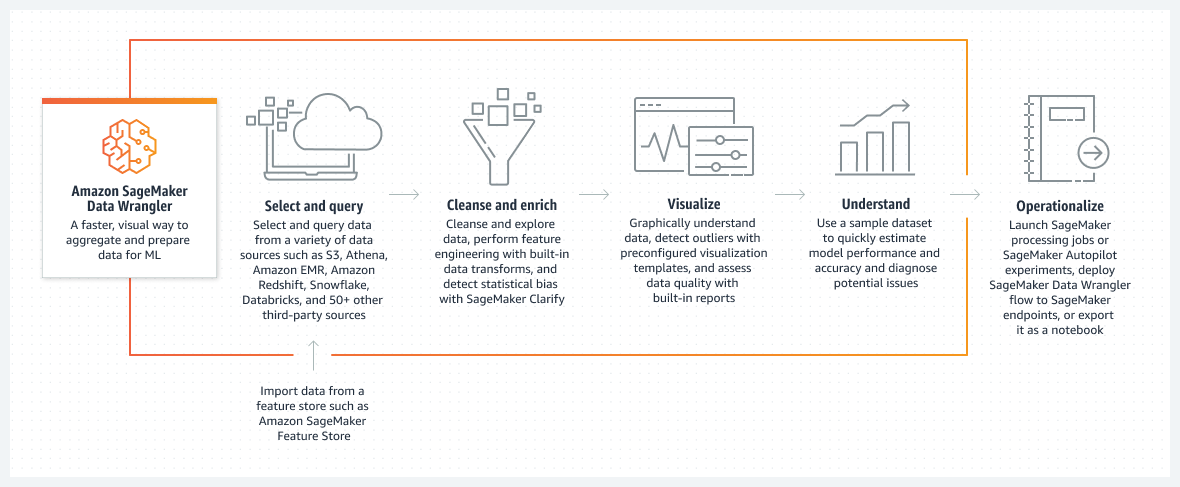 Amazon SageMaker
Data Wrangler
A faster, visual way to
aggregate and prepare
data for ML
Select and query
Select and query data
from a variety of data
sources such as S3, Athena,
Amazon EMR, Amazon
Redshift, Snowflake,
Databricks, and 50+ other
third-party sources
Import data from a
feature store such as
Amazon SageMaker
Feature Store
Cleanse and enrich
Cleanse and explore
data, perform feature
engineering with built-in
data transforms, and
detect statistical bias
with SageMaker Clarify
Visualize
Graphically understand
data, detect outliers with
preconfigured visualization
templates, and assess
data quality with
built-in reports
Understand
Use a sample dataset
to quickly estimate
model performance and
accuracy and diagnose
potential issues
Operationalize
Launch SageMaker
processing jobs or
SageMaker Autopilot
experiments, deploy
SageMaker Data Wrangler
flow to SageMaker
endpoints, or export
it as a notebook